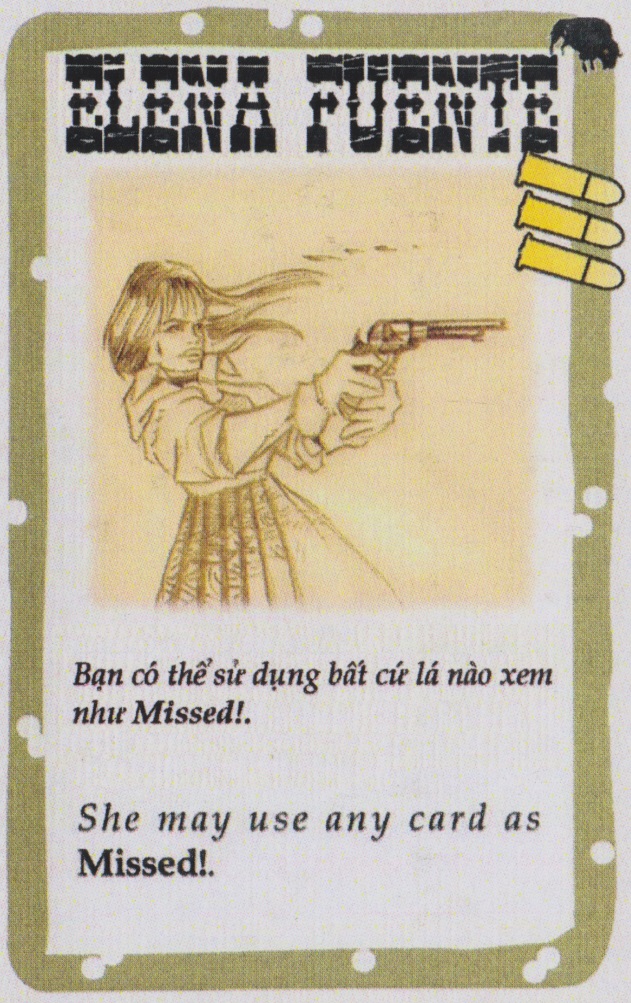 ELENA FUENTE
Bạn có thể sử dụng bất cứ lá nào xem
như Missed!.
She may use any card as
Missed!.